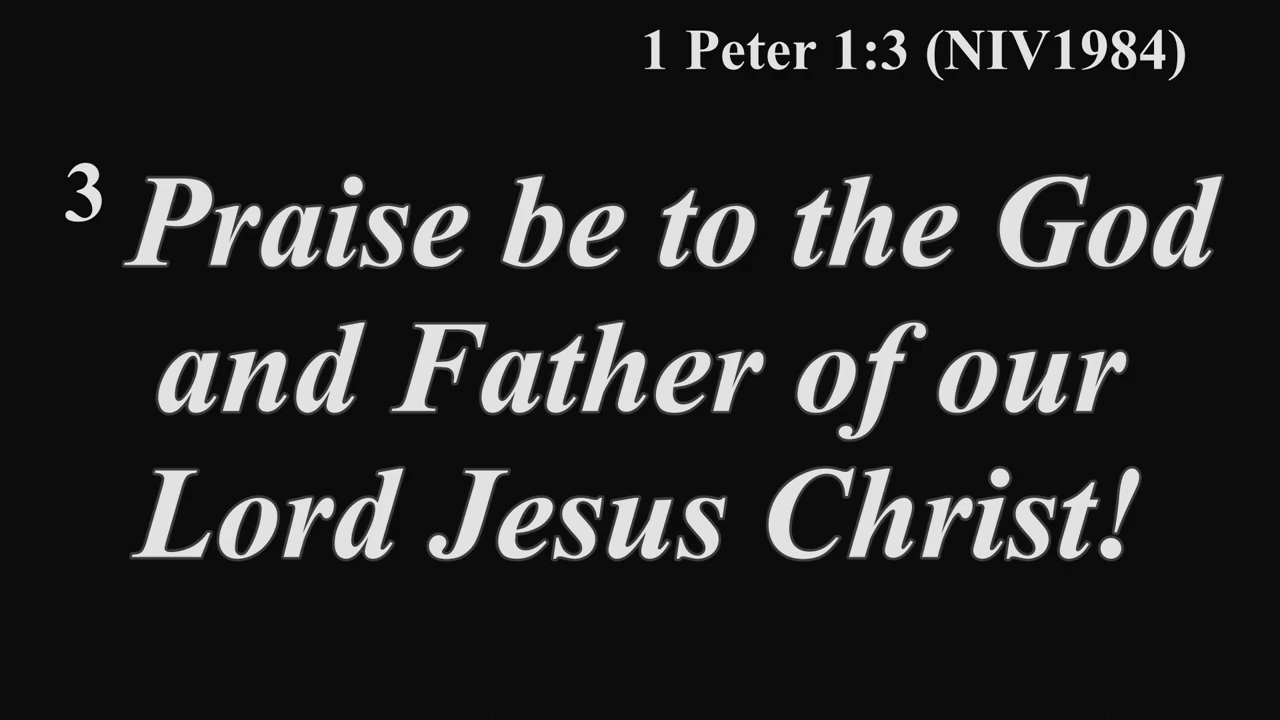 1 Peter 1:3 (NIV1984)
3 Praise be to the God
and Father of our
Lord Jesus Christ!